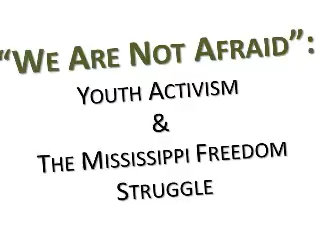 “WE ARE NOT AFRAID”:
YOUTH ACTIVISM
&
THE MISSISSIPPI FREEDOM
STRUGGLE